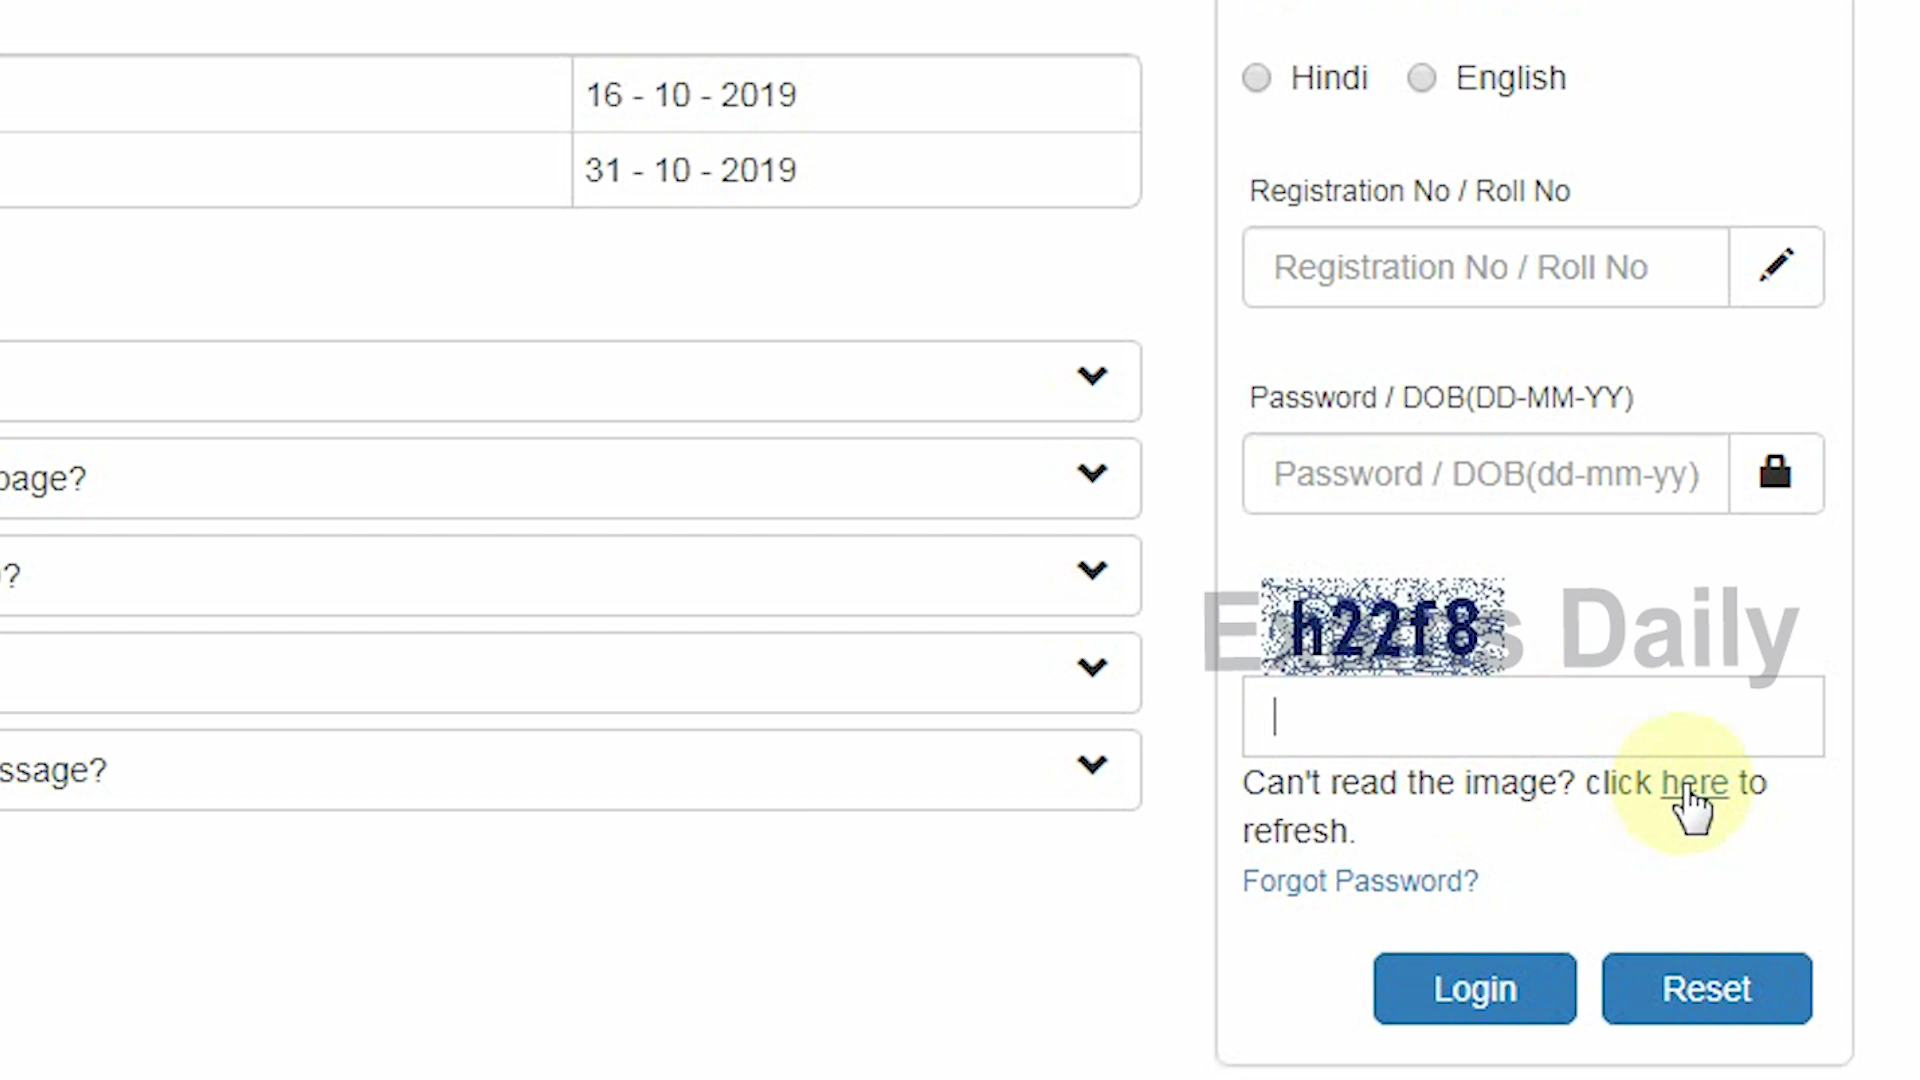 16 - 10 - 2019
31 - 10 - 2019
page?
?
ssage?
Hindi English
Registration No / Roll No
Registration No / Roll No
Password / DOB(DD-MM-YY)
Password / DOB(dd-mm-yy)
h22f8
Daily
Can't read the image? click here to
refresh.
Forgot Password?
Login Reset